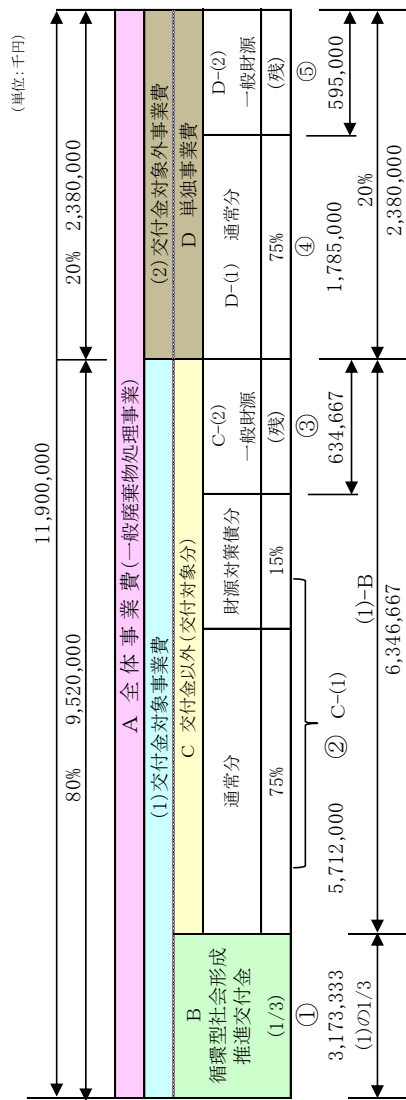 (単位:千円)
11,900,000
80%　9,520,000
20%　2,380,000
A 全体事業費(一般廃棄物処理事業)
(1)交付金対象事業費
(2)交付金対象外事業費
B
循環型社会形成
推進交付金
(1/3)
C 交付金以外(交付対象分)
D 単独事業費
通常分
75%
財源対策債分
15%
C-(2)
一般財源
(残)
D-(1)　通常分
75%
D-(2)
一般財源
(残)
①
3,173,333
(1)の1/3
② C-(1)
5,712,000
③
634,667
④
1,785,000
⑤
595,000
(1)-B
6,346,667
20%
2,380,000